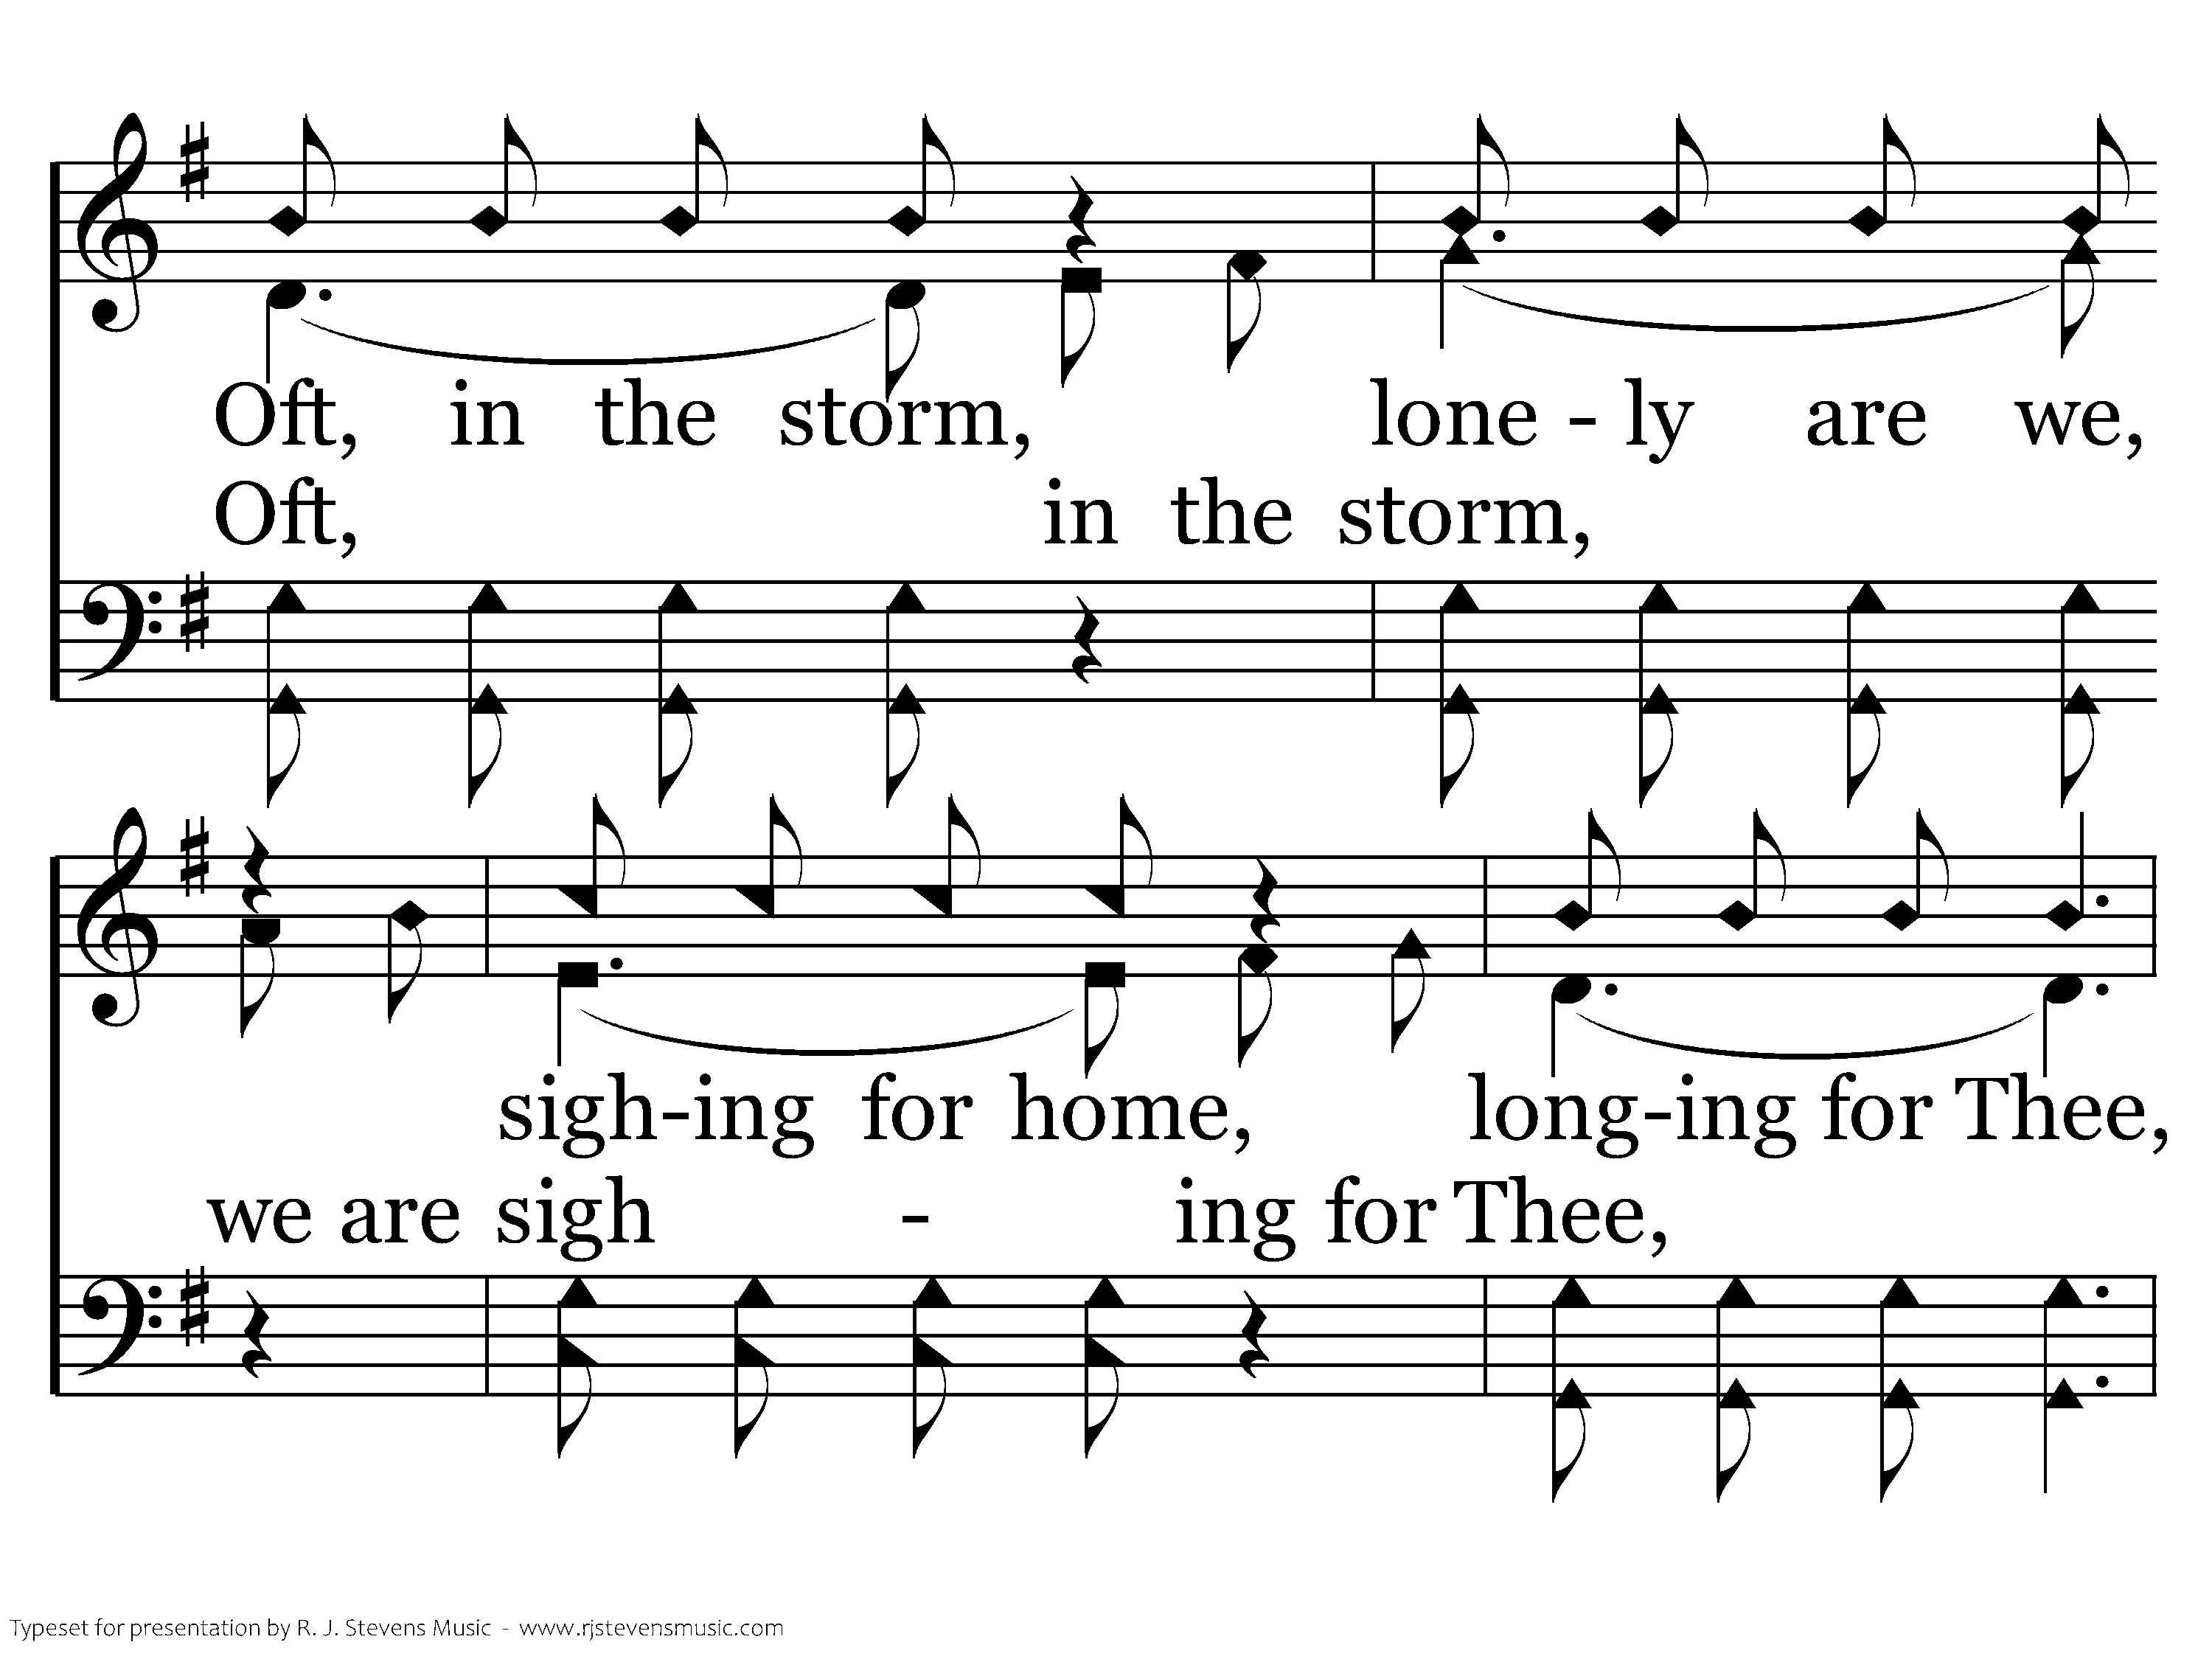 Oft, in the storm, lone - ly are we,
Oft, in the storm,
sigh-ing for home, long-ing for Thee,
we are sigh - ing for Thee,
Typeset for presentation by R. J. Stevens Music - www.rjstevensmusic.com